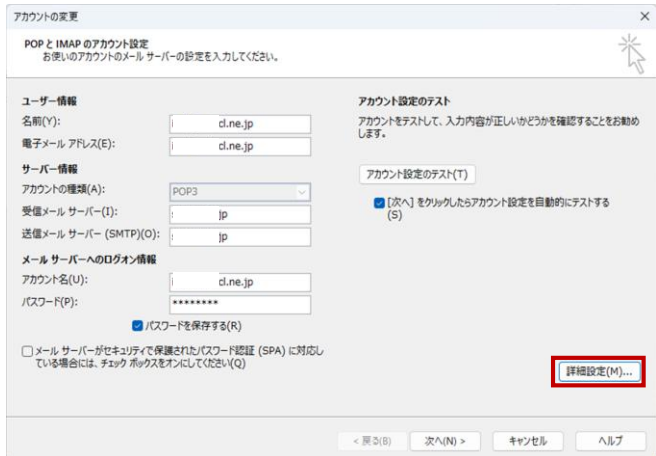 アカウントの変更
POP と IMAP のアカウント設定
お使いのアカウントのメール サーバーの設定を入力してください。
ユーザー情報
名前(Y):
cl.ne.jp
電子メール アドレス(E):
cl.ne.jp
サーバー情報
アカウントの種類(A):
POP3
受信メール サーバー(I):
jp
送信メール サーバー (SMTP)(O):
jp
メール サーバーへのログオン情報
アカウント名(U):
cl.ne.jp
パスワード(P):
********
パスワードを保存する(R)
メール サーバーがセキュリティで保護されたパスワード認証 (SPA) に対応し
ている場合には、チェック ボックスをオンにしてください(Q)
アカウント設定のテスト
アカウントをテストして、入力内容が正しいかどうかを確認することをお勧め
します。
アカウント設定のテスト(T)
[次へ] をクリックしたらアカウント設定を自動的にテストする
(S)
詳細設定(M)...
< 戻る(B)
次へ(N) >
キャンセル
ヘルプ